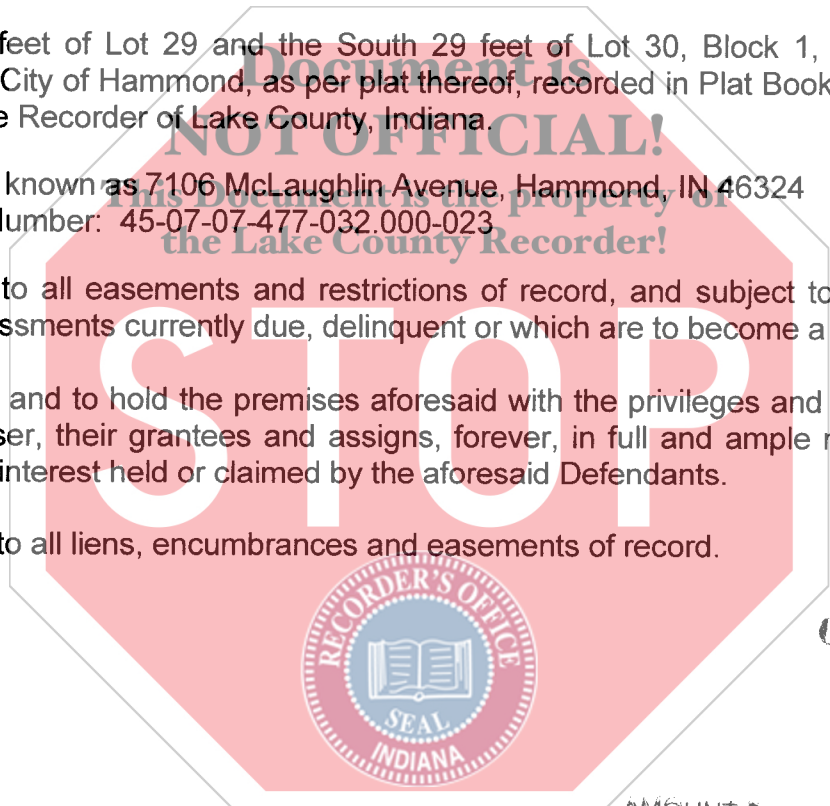 feet of Lot 29 and the South 29 feet of Lot 30, Block 1,
Document is
City of Hammond, as per plat thereof, recorded in Plat Book
Recorder of Lake County, Indiana.
NOT OFFICIAL!
known as 7106 McLaughlin Avenue, Hammond, IN 46324
This Document is the property of
umber: 45-07-07-477-032.000-023
the Lake County Recorder!
to all easements and restrictions of record, and subject to
ssments currently due, delinquent or which are to become a
STOP
and to hold the premises aforesaid with the privileges and
ser, their grantees and assigns, forever, in full and ample
interest held or claimed by the aforesaid Defendants.
to all liens, encumbrances and easements of record.
RECORDER'S OFFICE
SEAL
INDIANA